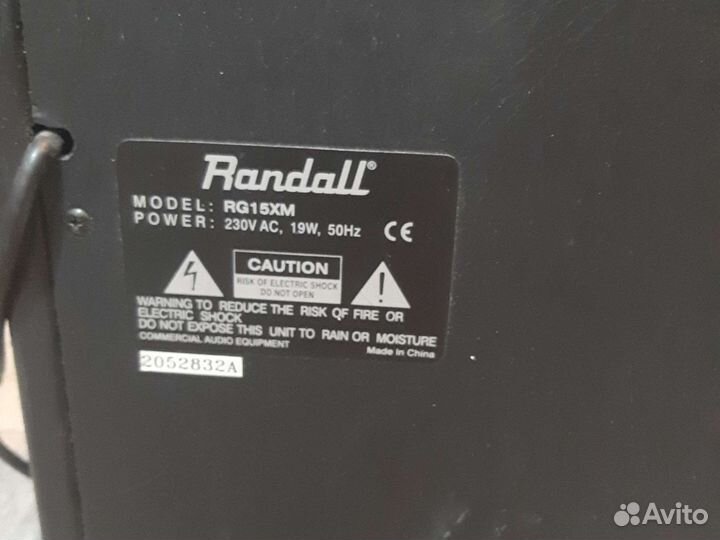 Randall®
MODEL: RG15XM
POWER: 230V AC, 19W, 50Hz
CE
CAUTION
RISK OF ELECTRIC SHOCK
DO NOT OPEN
WARNING TO REDUCE THE RISK OF FIRE OR
ELECTRIC SHOCK
DO NOT EXPOSE THIS UNIT TO RAIN OR MOISTURE
COMMERCIAL AUDIO EQUIPMENT
Made in China
2052832A
Avito